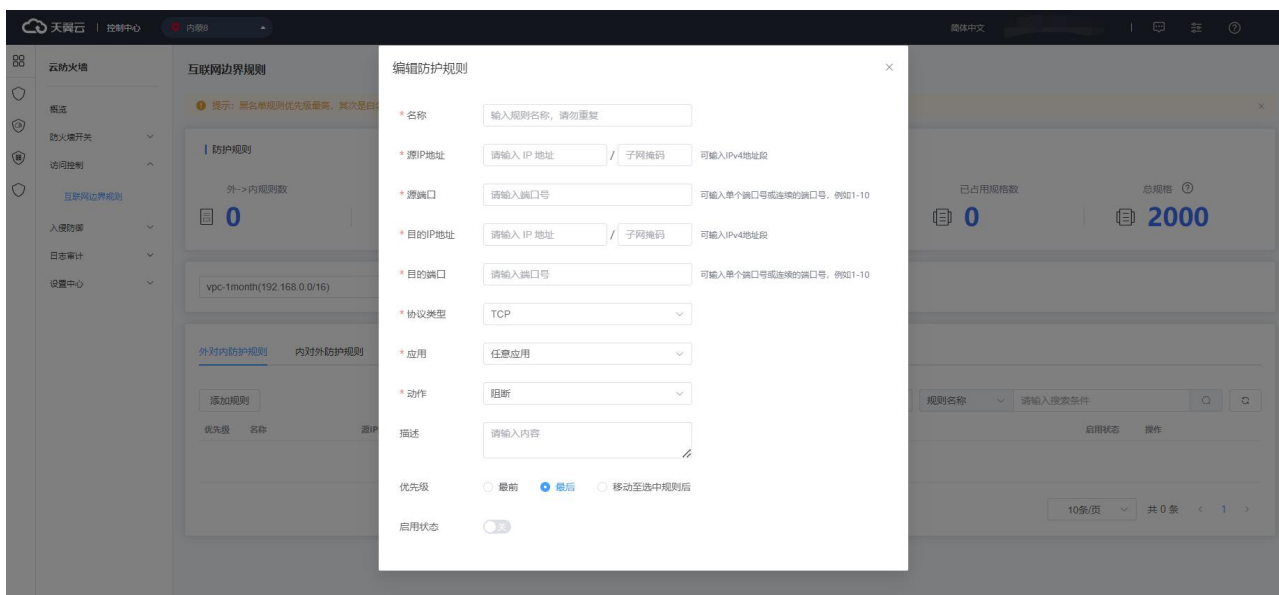 天翼云 | 控制中心 内蒙6 简体中文
云防火墙
概览
防火墙开关
访问控制
互联网边界规则
入侵防御
日志审计
设置中心
互联网边界规则
提示：黑名单规则优先级最高，其次是白
防护规则
外->内规则数
0
已占用规格数
0
总规格
2000
vpc-1month(192.168.0.0/16)
外对内防护规则 内对外防护规则
添加规则
规则名称 请输入搜索条件
优先级 名称 源IP 启用状态 操作
10条/页 共 0 条 < 1 >
编辑防护规则
* 名称 输入规则名称，请勿重复
* 源IP地址 请输入 IP 地址 / 子网掩码 可输入IPv4地址段
* 源端口 请输入端口号 可输入单个端口号或连续的端口号，例如1-10
* 目的IP地址 请输入 IP 地址 / 子网掩码 可输入IPv4地址段
* 目的端口 请输入端口号 可输入单个端口号或连续的端口号，例如1-10
* 协议类型 TCP
* 应用 任意应用
* 动作 阻断
描述 请输入内容
优先级 最前 最后 移动至选中规则后
启用状态 关